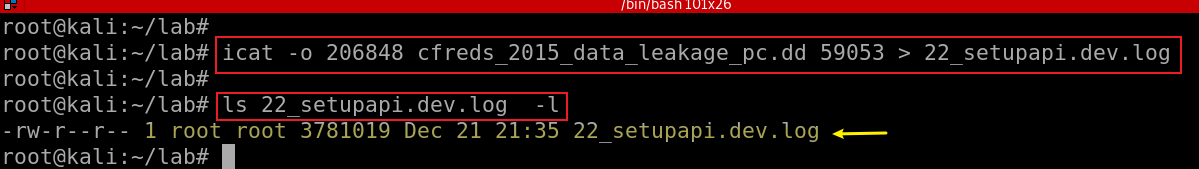 /bin/bash 101x26
root@kali:~/lab#
root@kali:~/lab# icat -o 206848 cfreds_2015_data_leakage_pc.dd 59053 > 22_setupapi.dev.log
root@kali:~/lab#
root@kali:~/lab# ls 22_setupapi.dev.log  -l
-rw-r--r-- 1 root root 3781019 Dec 21 21:35 22_setupapi.dev.log
root@kali:~/lab#